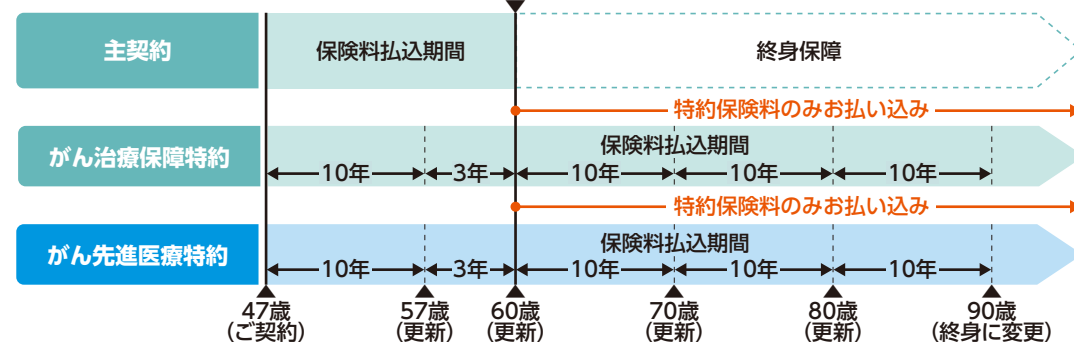 主契約
保険料払込期間
終身保障
特約保険料のみお払い込み
がん治療保障特約
保険料払込期間
10年
3年
10年
10年
10年
特約保険料のみお払い込み
がん先進医療特約
保険料払込期間
10年
3年
10年
10年
10年
47歳
(ご契約)
57歳
(更新)
60歳
(更新)
70歳
(更新)
80歳
(更新)
90歳
(終身に変更)